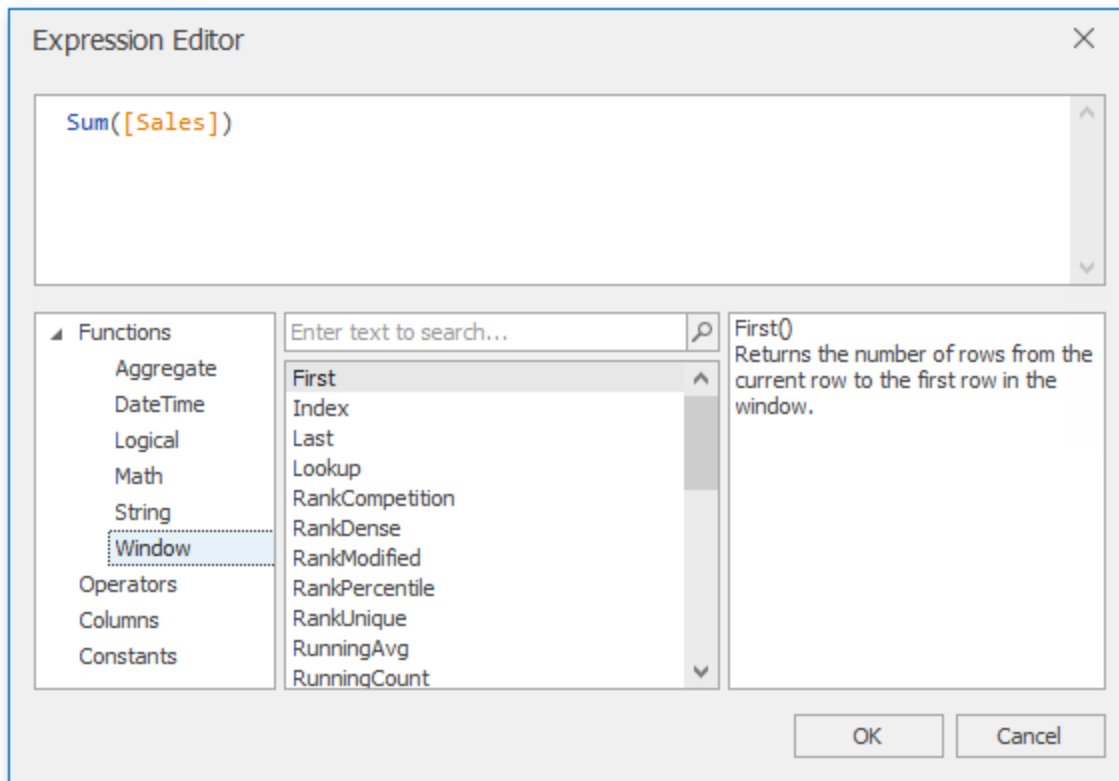 Expression Editor
Sum([Sales])
Functions
Aggregate
DateTime
Logical
Math
String
Window
Operators
Columns
Constants
Enter text to search...
First
Index
Last
Lookup
RankCompetition
RankDense
RankModified
RankPercentile
RankUnique
RunningAvg
RunningCount
First()
Returns the number of rows from the
current row to the first row in the
window.
OK
Cancel